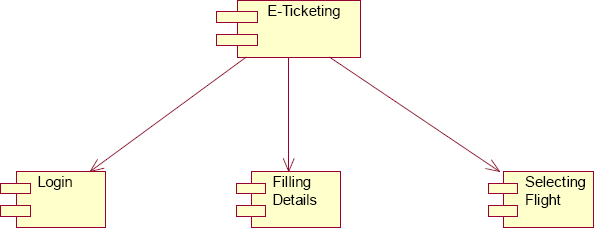 E-Ticketing
Login
Filling
Details
Selecting
Flight